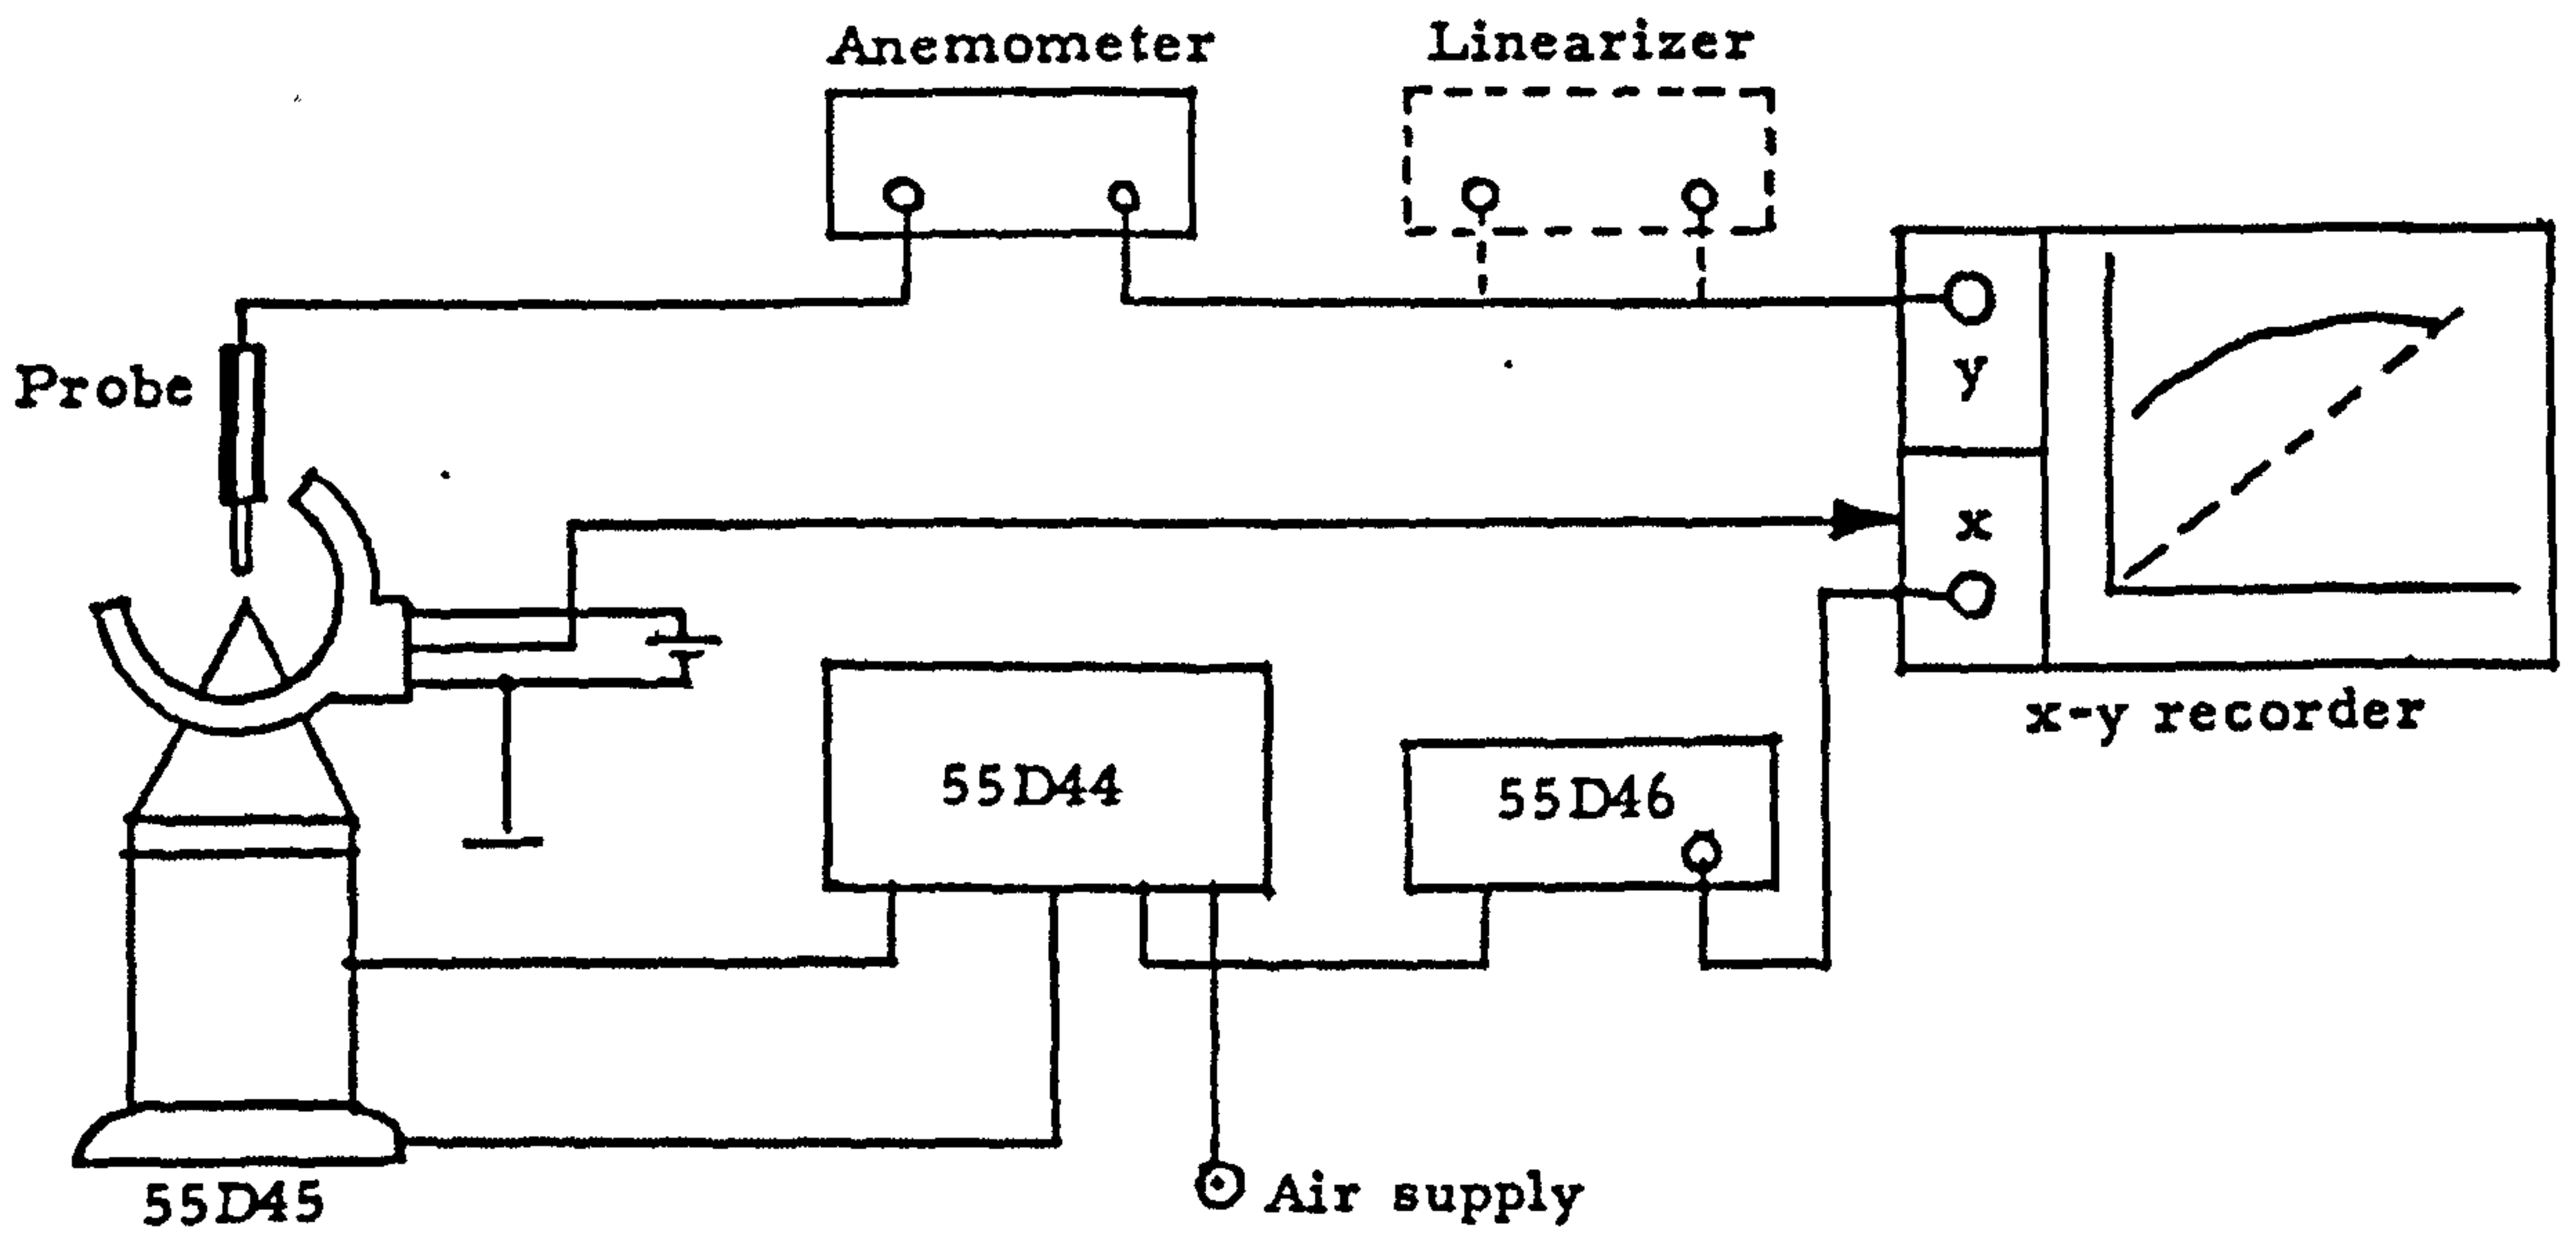 Anemometer
Linearizer
Probe
y
x
x-y recorder
55D44
55D46
55D45
Air supply